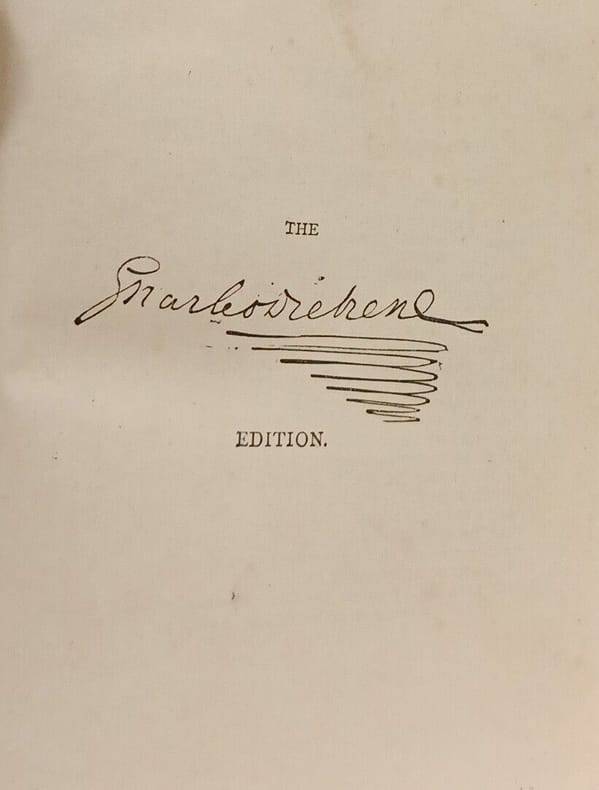 THE
Charles Dickens
EDITION.